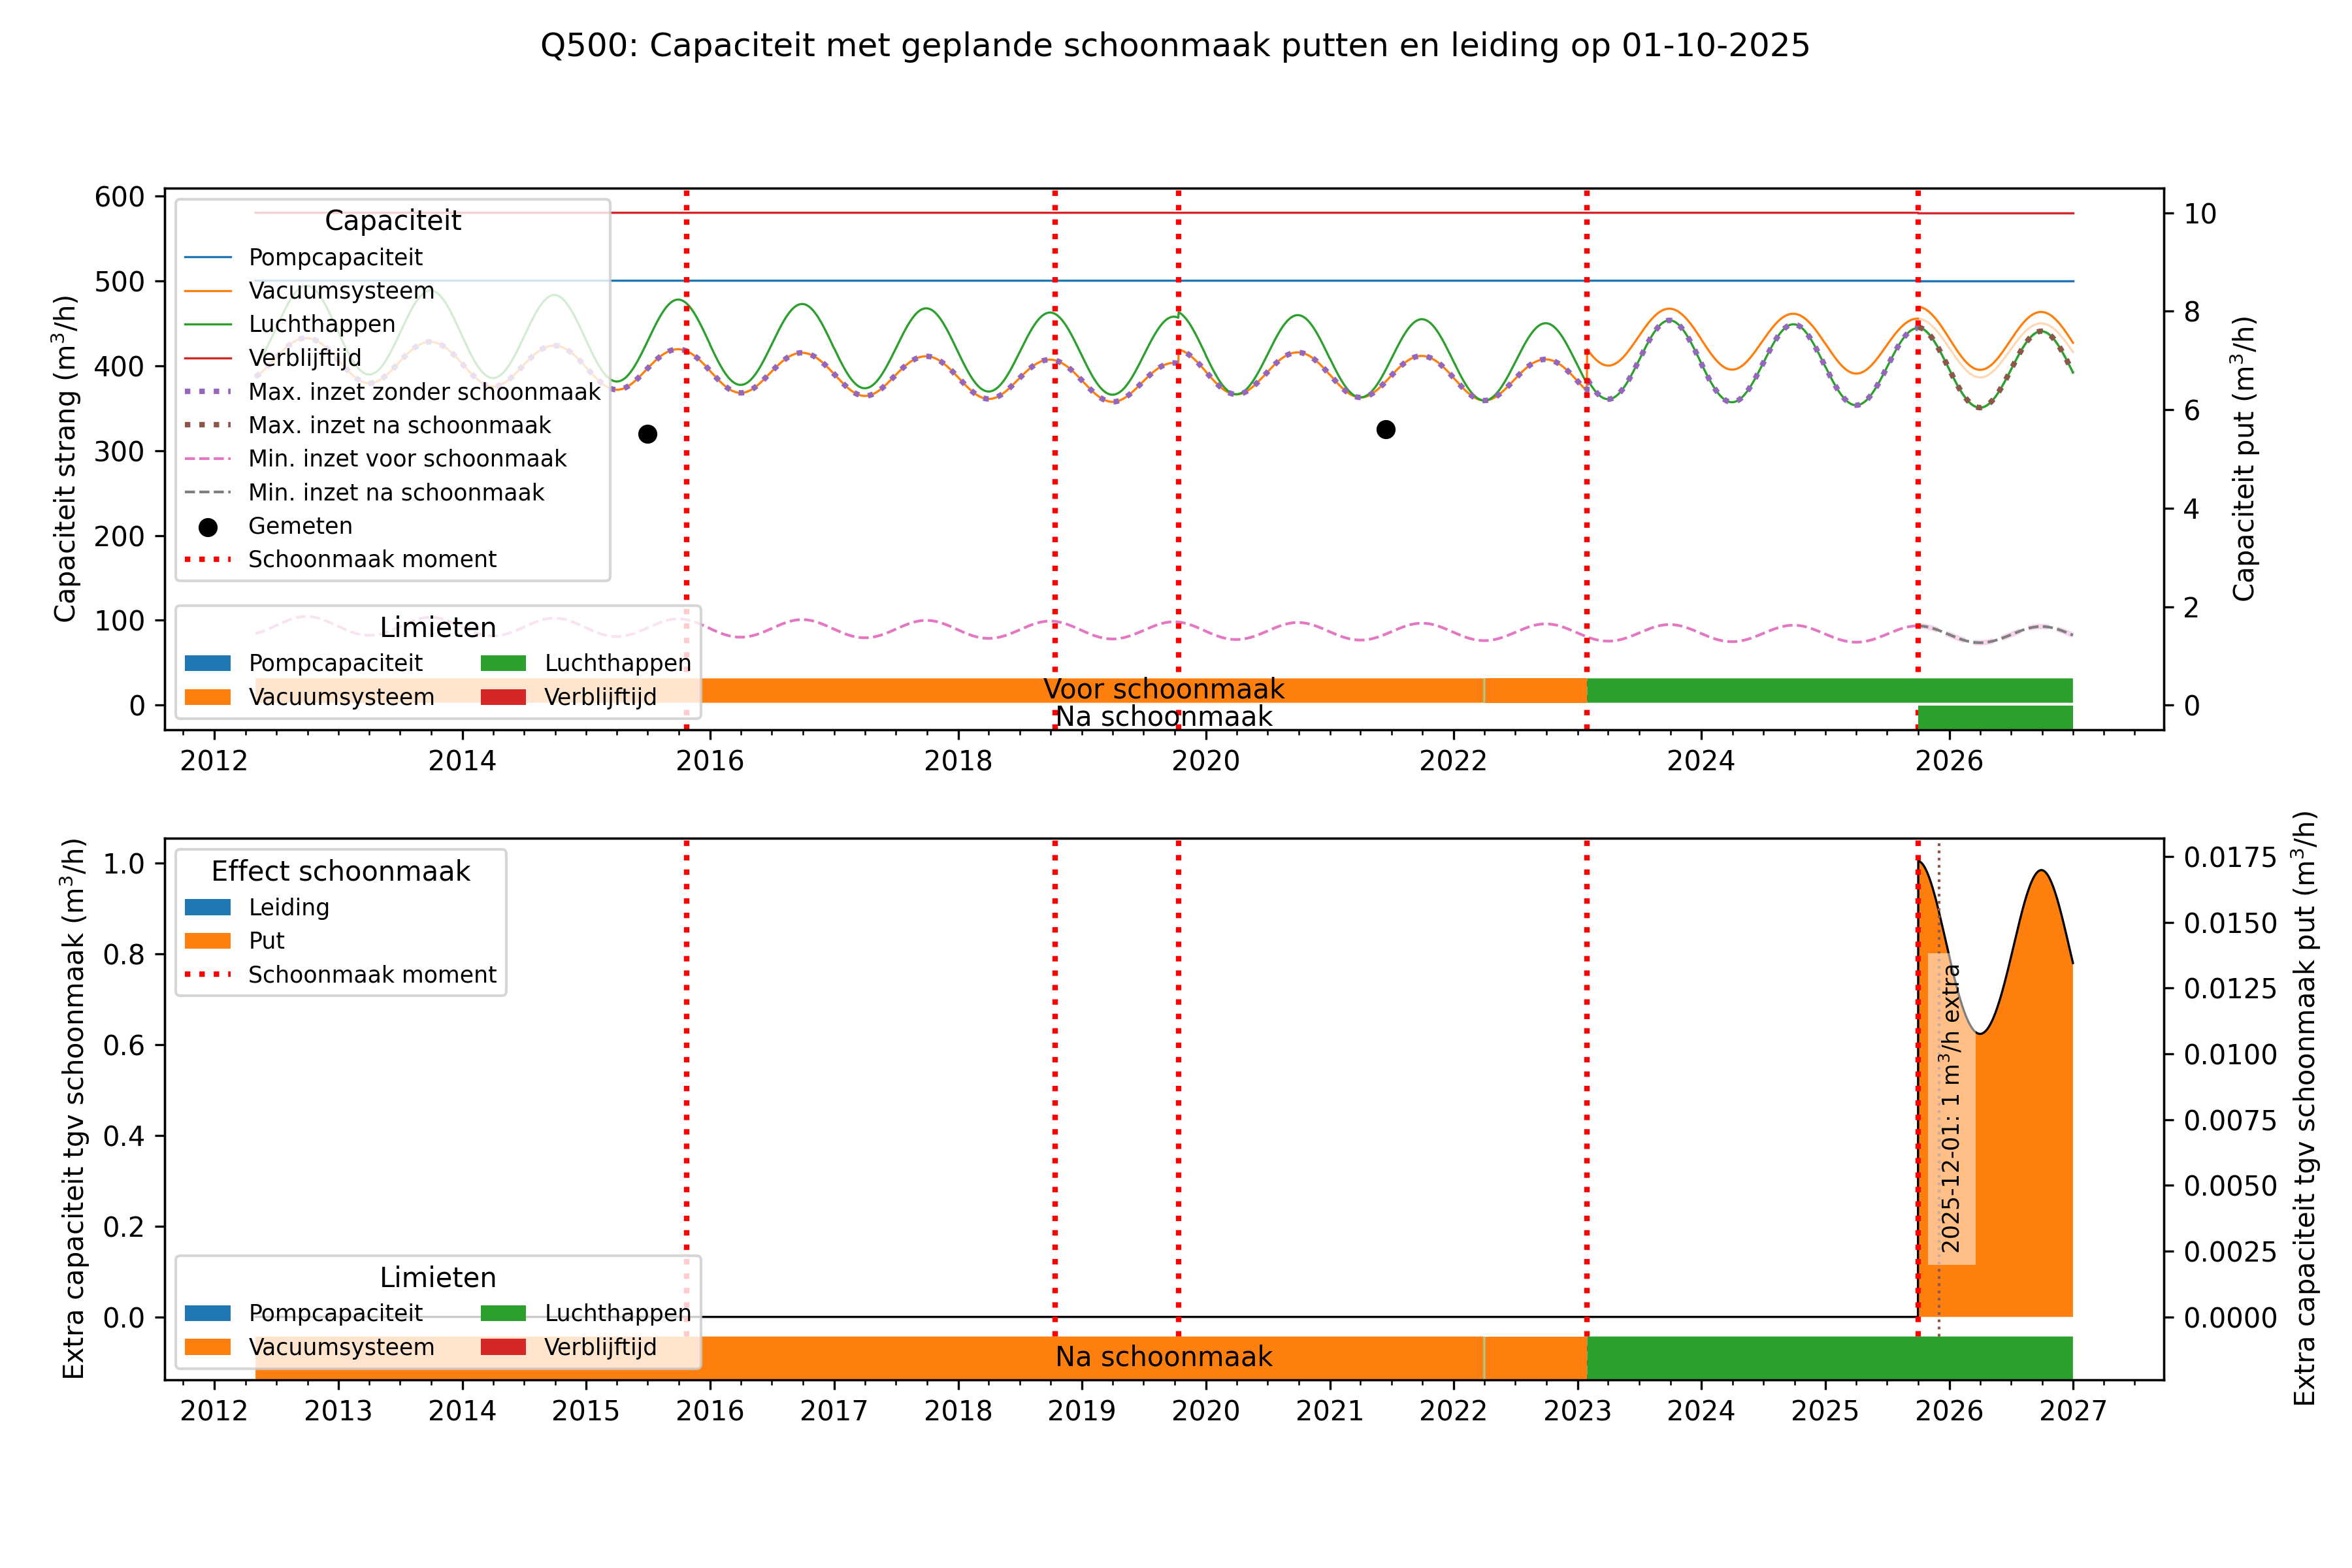 Q500: Capaciteit met geplande schoonmaak putten en leiding op 01-10-2025
Capaciteit strang (m³/h)
600
500
400
300
200
100
0
Capaciteit
Pompcapaciteit
Vacuumsysteem
Luchthappen
Verblijftijd
Max. inzet zonder schoonmaak
Max. inzet na schoonmaak
Min. inzet voor schoonmaak
Min. inzet na schoonmaak
Gemeten
Schoonmaak moment
Limieten
Pompcapaciteit
Vacuumsysteem
Luchthappen
Verblijftijd
Voor schoonmaak
Na schoonmaak
10
8
6
4
2
0
Capaciteit put (m³/h)
2012 2014 2016 2018 2020 2022 2024 2026
Extra capaciteit tgv schoonmaak (m³/h)
1.0
0.8
0.6
0.4
0.2
0.0
Effect schoonmaak
Leiding
Put
Schoonmaak moment
Limieten
Pompcapaciteit
Vacuumsysteem
Luchthappen
Verblijftijd
Na schoonmaak
2025-12-01: 1 m³/h extra
0.0175
0.0150
0.0125
0.0100
0.0075
0.0050
0.0025
0.0000
Extra capaciteit tgv schoonmaak put (m³/h)
2012 2013 2014 2015 2016 2017 2018 2019 2020 2021 2022 2023 2024 2025 2026 2027